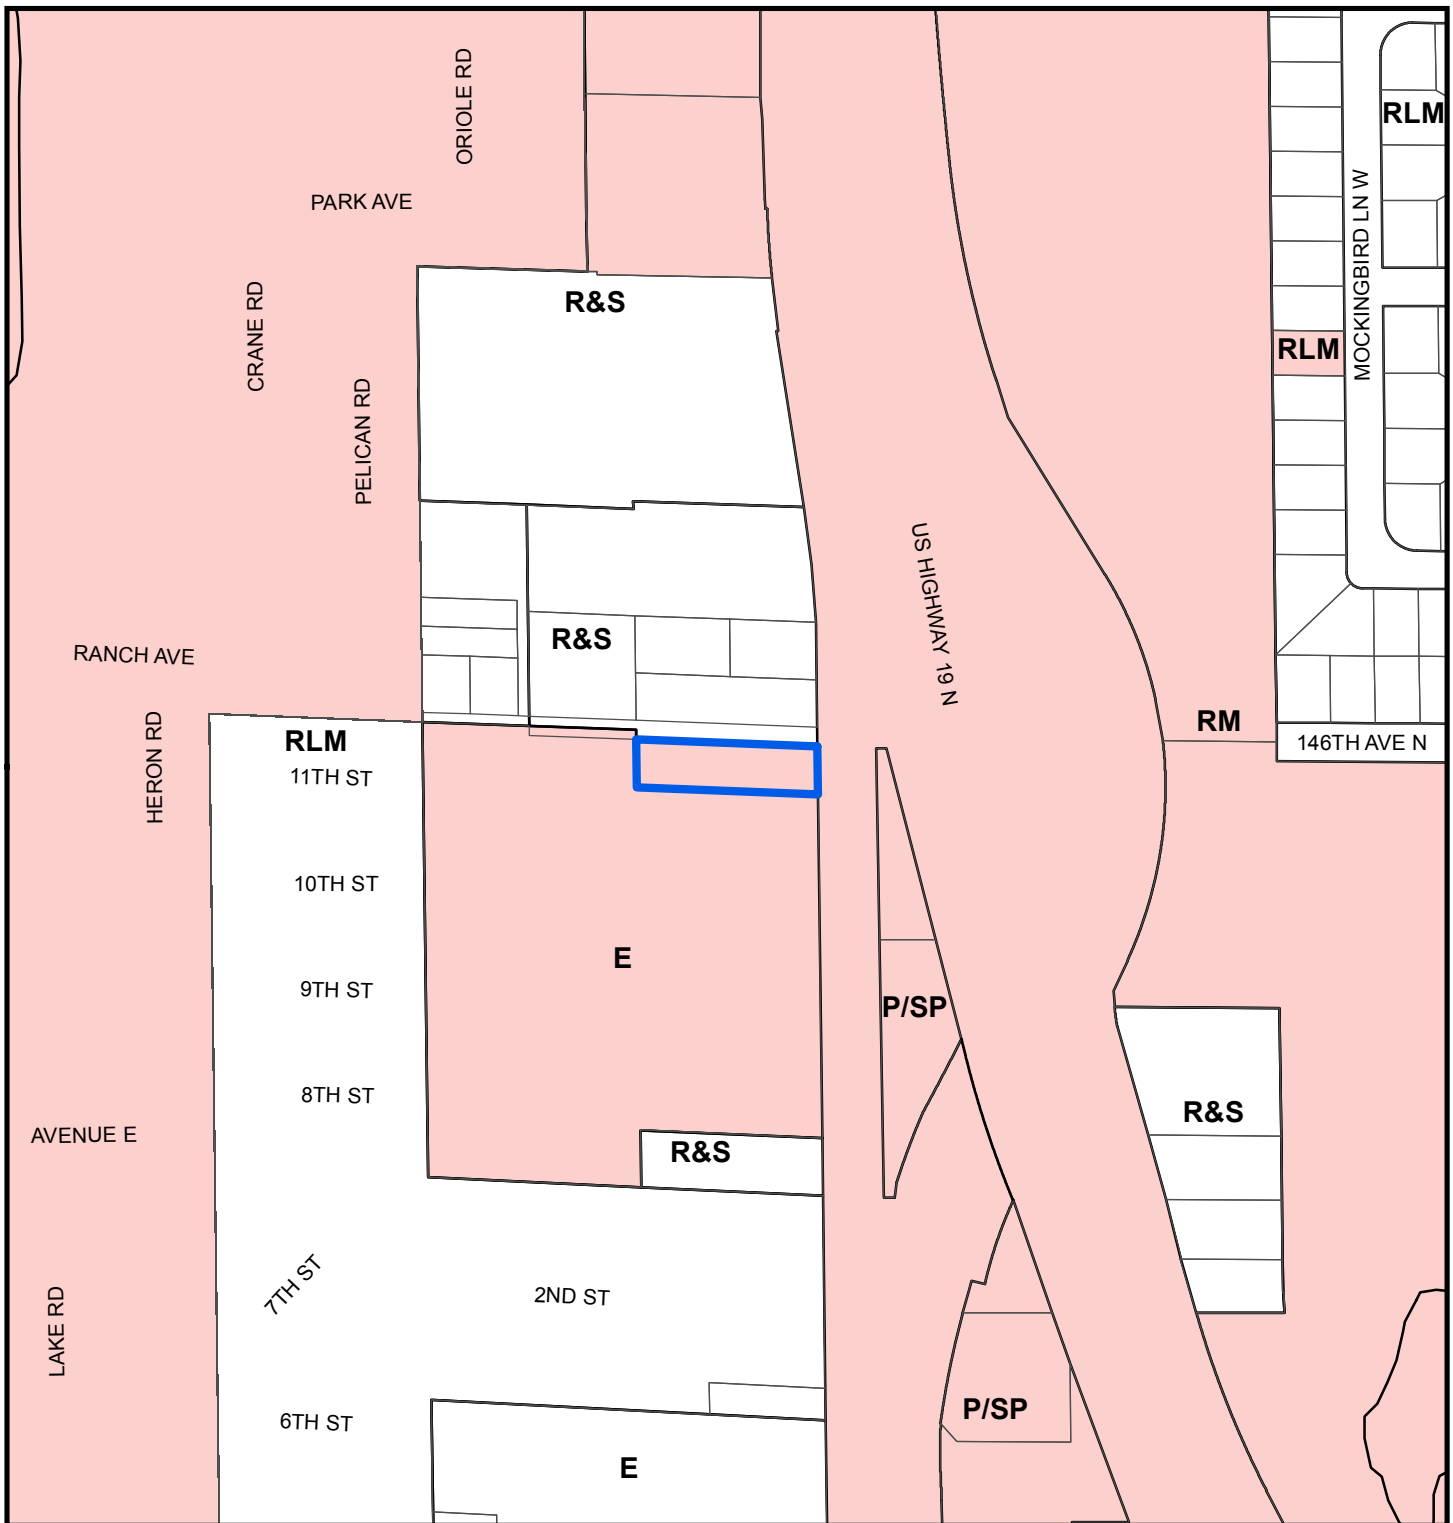 ORIOLE RD
RLM
PARK AVE
R&S
CRANE RD
MOCKINGBIRD LN W
RLM
PELICAN RD
US HIGHWAY 19 N
R&S
RANCH AVE
RM
RLM
146TH AVE N
HERON RD
11TH ST
10TH ST
E
9TH ST
P/SP
8TH ST
R&S
AVENUE E
R&S
7TH ST
2ND ST
LAKE RD
P/SP
6TH ST
E